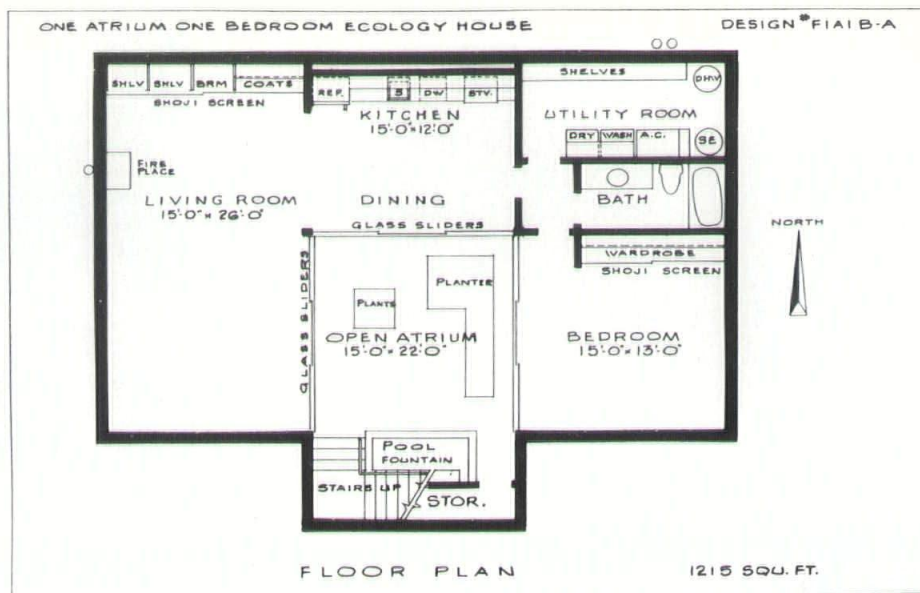 ONE ATRIUM ONE BEDROOM ECOLOGY HOUSE
DESIGN #F1A1B-A
SHLV SHLV BRM COATS
SHOJI SCREEN
REF. S DW STV.
KITCHEN
15'-0" × 12'-0"
SHELVES
DHW
UTILITY ROOM
DRY WASH A.C.
SE
FIRE
PLACE
LIVING ROOM
15'-0" × 26'-0"
DINING
GLASS SLIDERS
BATH
NORTH
WARDROBE
SHOJI SCREEN
GLASS SLIDERS
PLANTER
PLANTS
OPEN ATRIUM
15'-0" × 22'-0"
BEDROOM
15'-0" × 13'-0"
POOL
FOUNTAIN
STAIRS UP
STOR.
FLOOR PLAN
1215 SQU. FT.